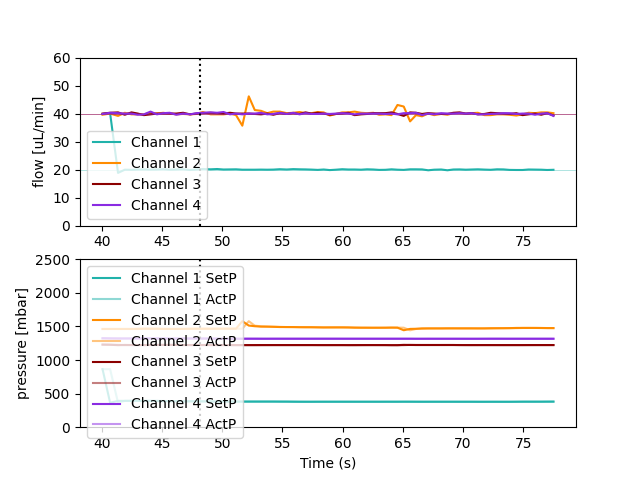 60
50
40
30
20
10
0
flow [uL/min]
Channel 1
Channel 2
Channel 3
Channel 4
40 45 50 55 60 65 70 75
2500
2000
1500
1000
500
0
pressure [mbar]
Channel 1 SetP
Channel 1 ActP
Channel 2 SetP
Channel 2 ActP
Channel 3 SetP
Channel 3 ActP
Channel 4 SetP
Channel 4 ActP
40 45 50 55 60 65 70 75
Time (s)